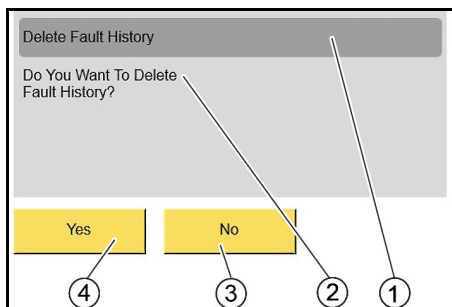 Delete Fault History
Do You Want To Delete
Fault History?
Yes
No
4
3
2
1